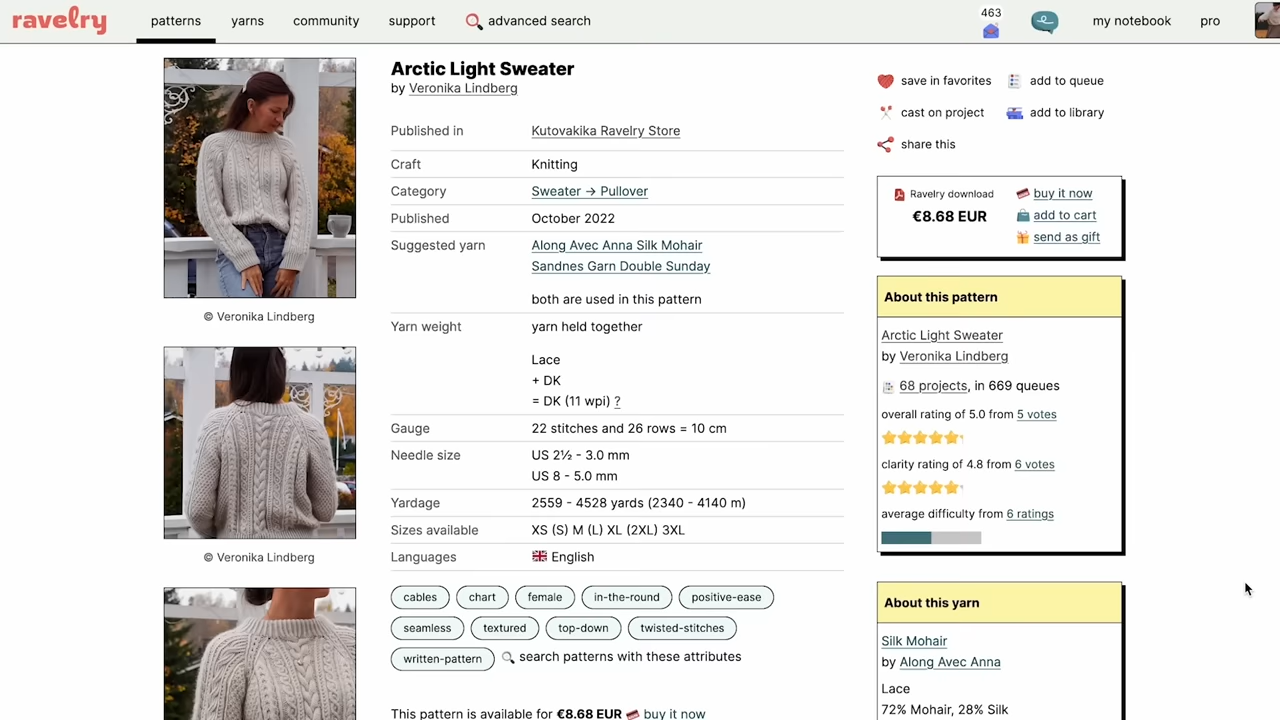 ravelry
patterns
yarns
community
support
advanced search
463
my notebook
pro
© Veronika Lindberg
© Veronika Lindberg
Arctic Light Sweater
by Veronika Lindberg
Published in Kutovakika Ravelry Store
Craft Knitting
Category Sweater → Pullover
Published October 2022
Suggested yarn Along Avec Anna Silk Mohair
Sandnes Garn Double Sunday
both are used in this pattern
Yarn weight yarn held together
Lace
+ DK
= DK (11 wpi) ?
Gauge 22 stitches and 26 rows = 10 cm
Needle size US 2½ - 3.0 mm
US 8 - 5.0 mm
Yardage 2559 - 4528 yards (2340 - 4140 m)
Sizes available XS (S) M (L) XL (2XL) 3XL
Languages English
cables chart female in-the-round positive-ease
seamless textured top-down twisted-stitches
written-pattern search patterns with these attributes
This pattern is available for €8.68 EUR buy it now
save in favorites add to queue
cast on project add to library
share this
Ravelry download
€8.68 EUR
buy it now
add to cart
send as gift
About this pattern
Arctic Light Sweater
by Veronika Lindberg
68 projects, in 669 queues
overall rating of 5.0 from 5 votes
clarity rating of 4.8 from 6 votes
average difficulty from 6 ratings
About this yarn
Silk Mohair
by Along Avec Anna
Lace
72% Mohair, 28% Silk